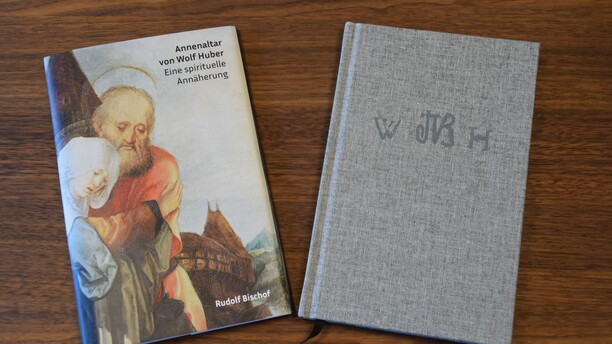 Annenaltar
von Wolf Huber
Eine spirituelle
Annäherung
Rudolf Bischof
W H